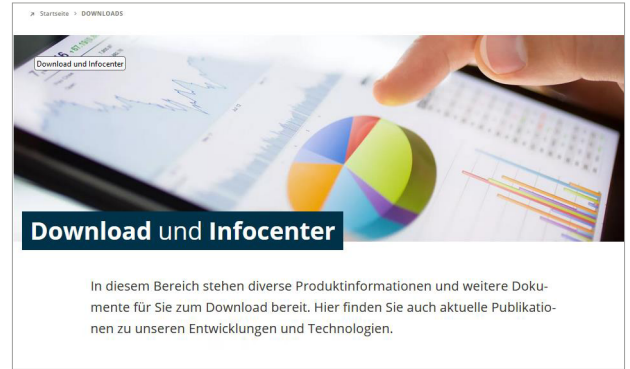 Startseite > DOWNLOADS
Download und Infocenter
Download und Infocenter
In diesem Bereich stehen diverse Produktinformationen und weitere Doku-
mente für Sie zum Download bereit. Hier finden Sie auch aktuelle Publikatio-
nen zu unseren Entwicklungen und Technologien.